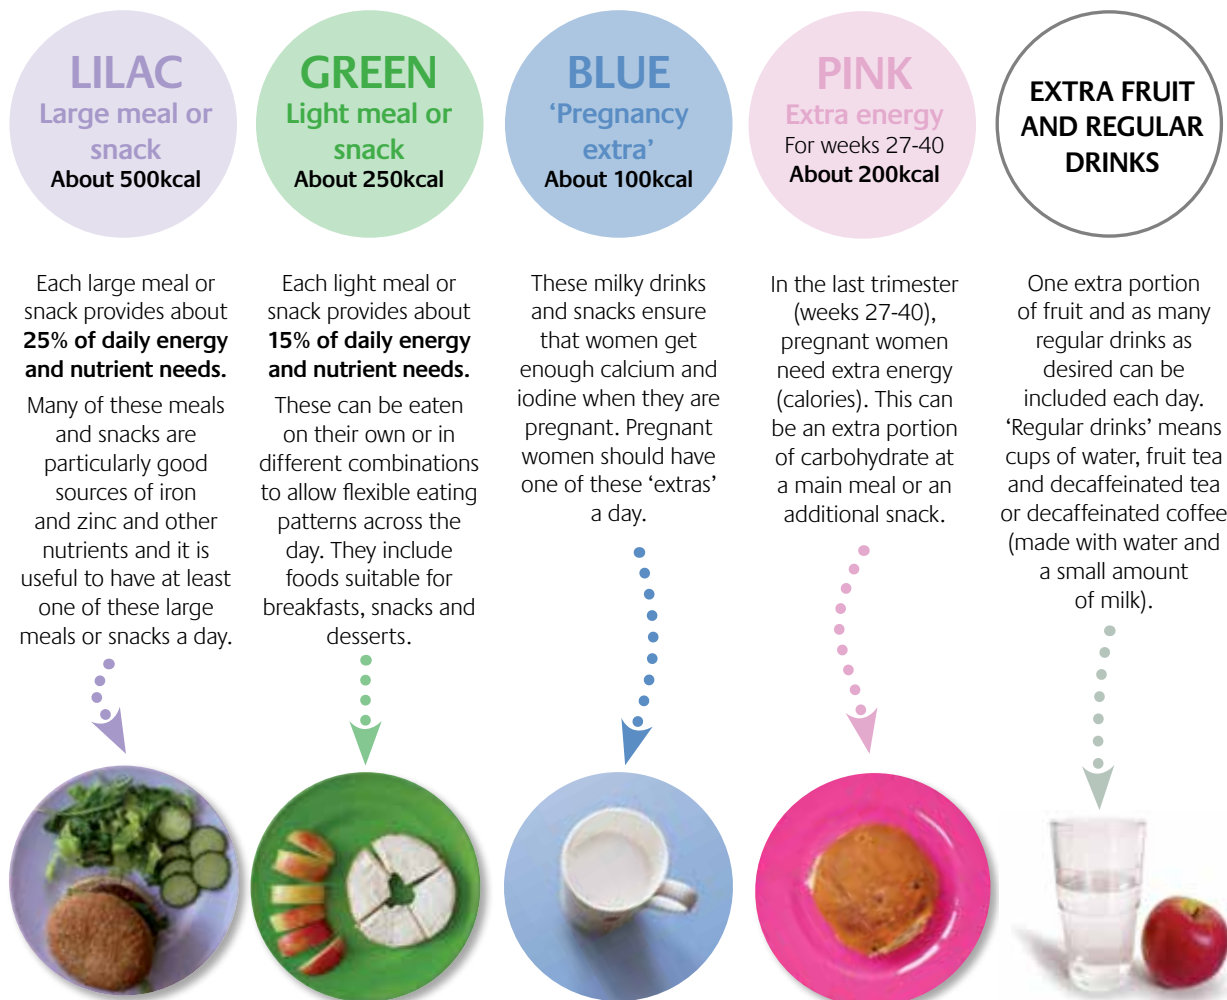 LILAC
Large meal or
snack
About 500kcal
Each large meal or
snack provides about
25% of daily energy
and nutrient needs.
Many of these meals
and snacks are
particularly good
sources of iron
and zinc and other
nutrients and it is
useful to have at least
one of these large
meals or snacks a day.
GREEN
Light meal or
snack
About 250kcal
Each light meal or
snack provides about
15% of daily energy
and nutrient needs.
These can be eaten
on their own or in
different combinations
to allow flexible eating
patterns across the
day. They include
foods suitable for
breakfasts, snacks and
desserts.
BLUE
‘Pregnancy
extra’
About 100kcal
These milky drinks
and snacks ensure
that women get
enough calcium and
iodine when they are
pregnant. Pregnant
women should have
one of these ‘extras’
a day.
PINK
Extra energy
For weeks 27-40
About 200kcal
In the last trimester
(weeks 27-40),
pregnant women
need extra energy
(calories). This can
be an extra portion
of carbohydrate at
a main meal or an
additional snack.
EXTRA FRUIT
AND REGULAR
DRINKS
One extra portion
of fruit and as many
regular drinks as
desired can be
included each day.
‘Regular drinks’ means
cups of water, fruit tea
and decaffeinated tea
or decaffeinated coffee
(made with water and
a small amount
of milk).